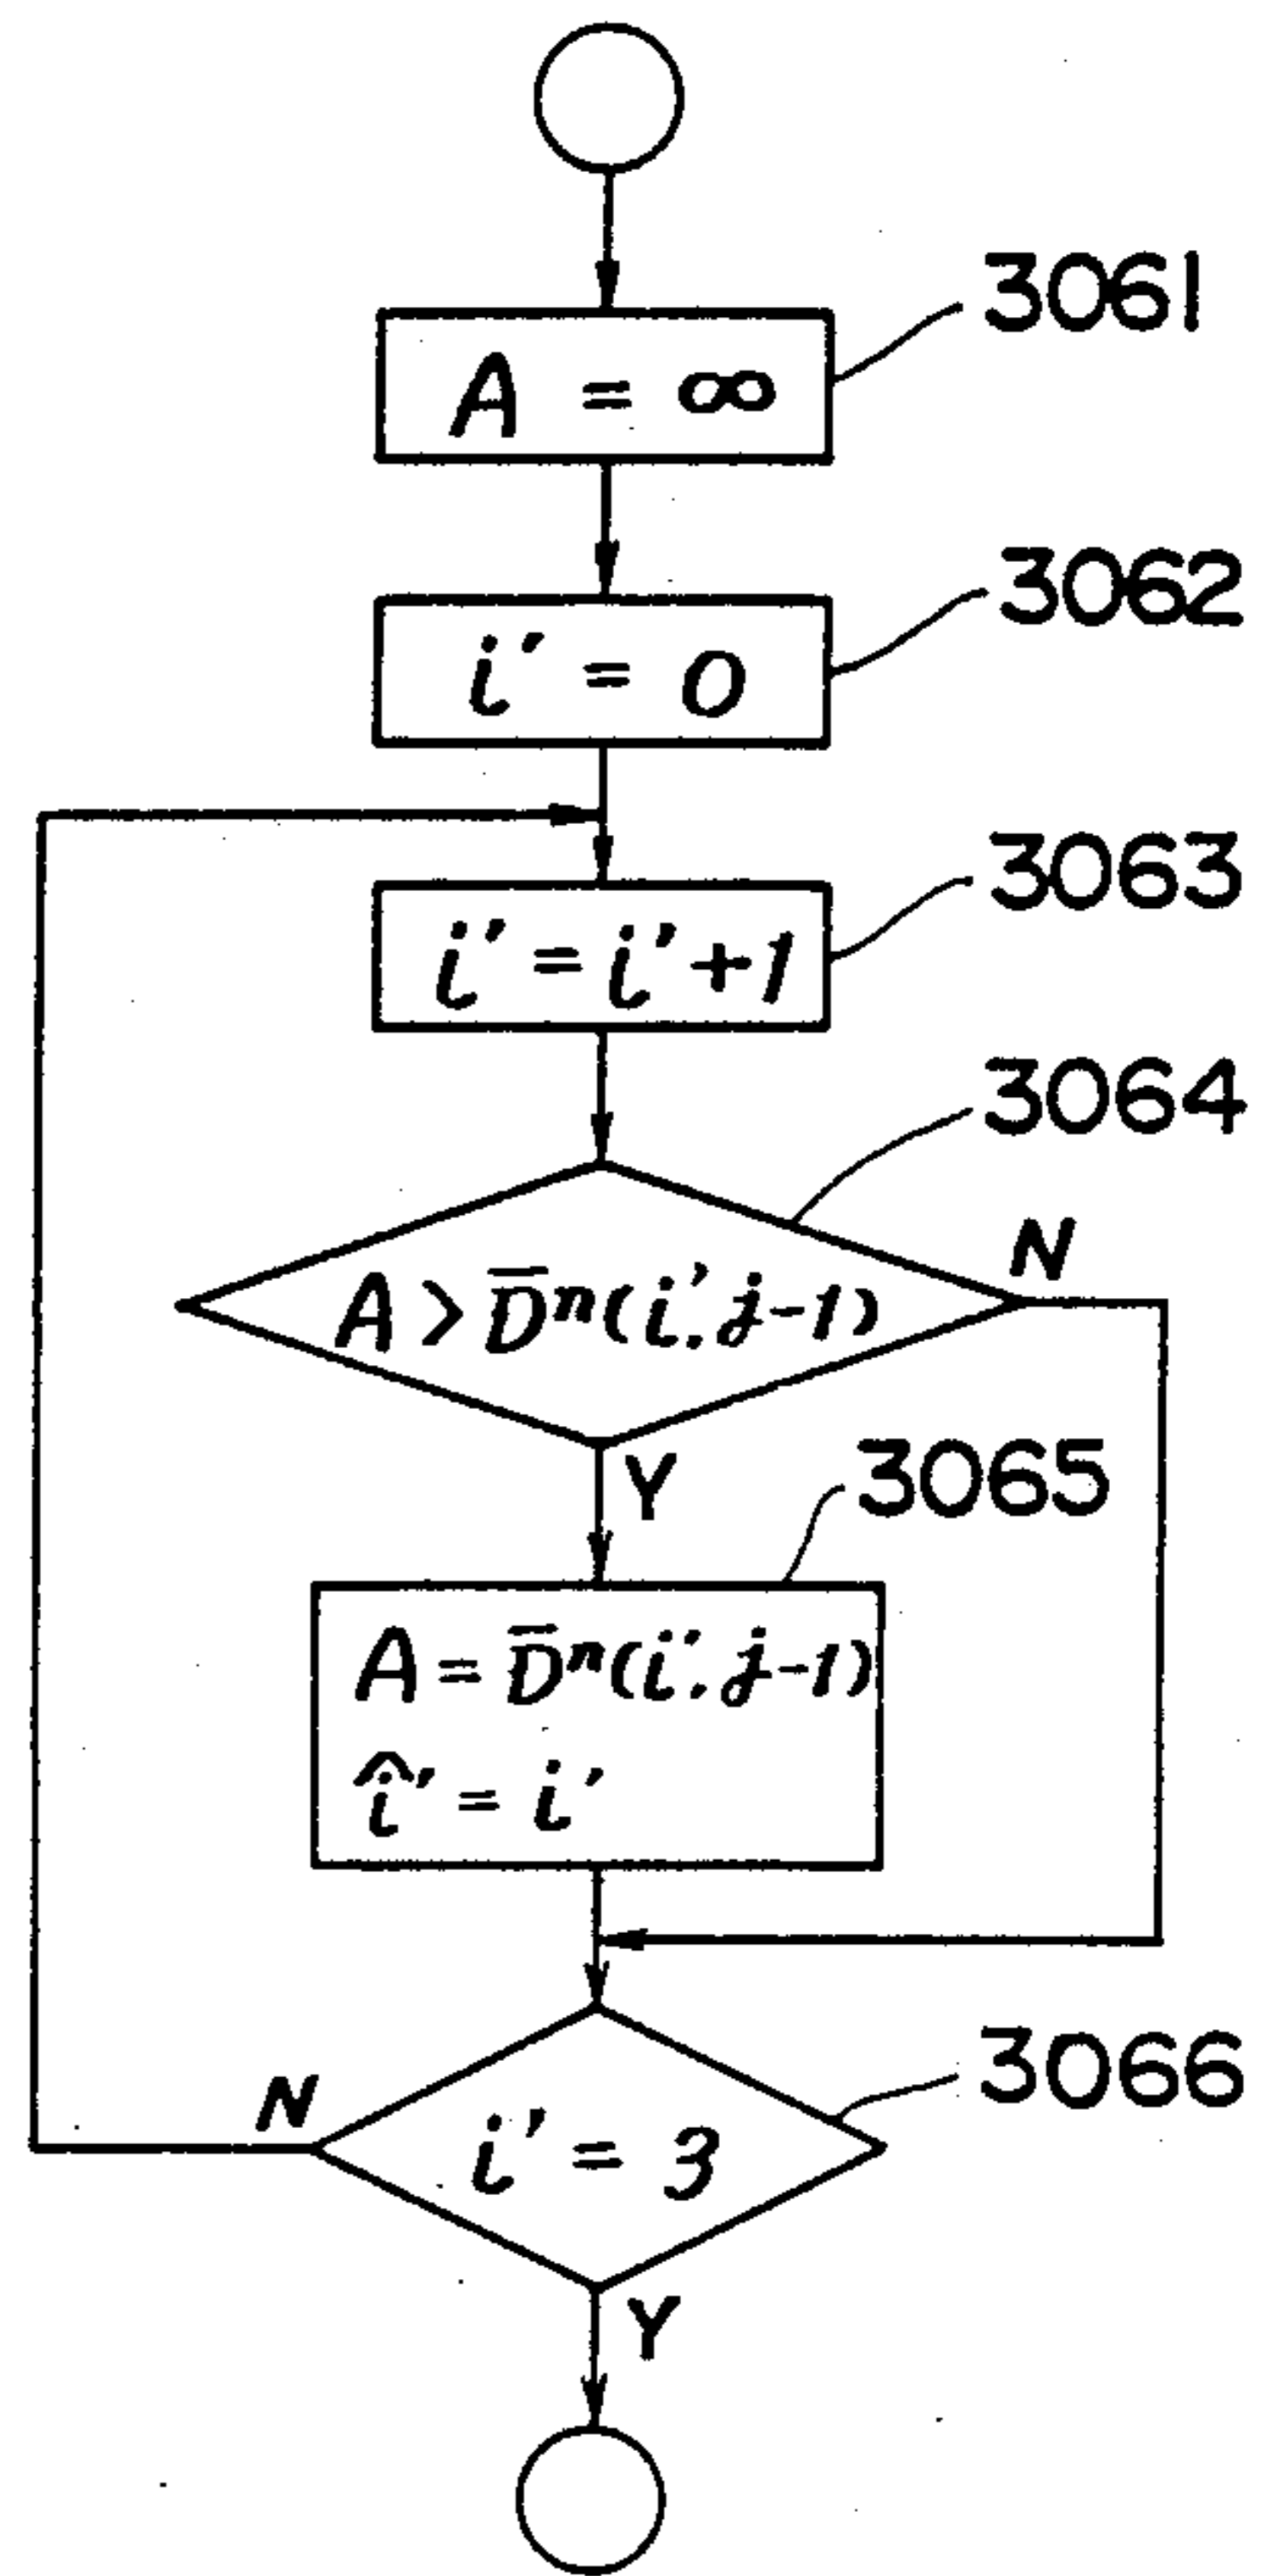 3061
A = ∞
3062
i' = 0
3063
i' = i' + 1
3064
N
A > D̅ⁿ(i', j-1)
Y
3065
A = D̅ⁿ(i', j-1)
î' = i'
3066
N
i' = 3
Y